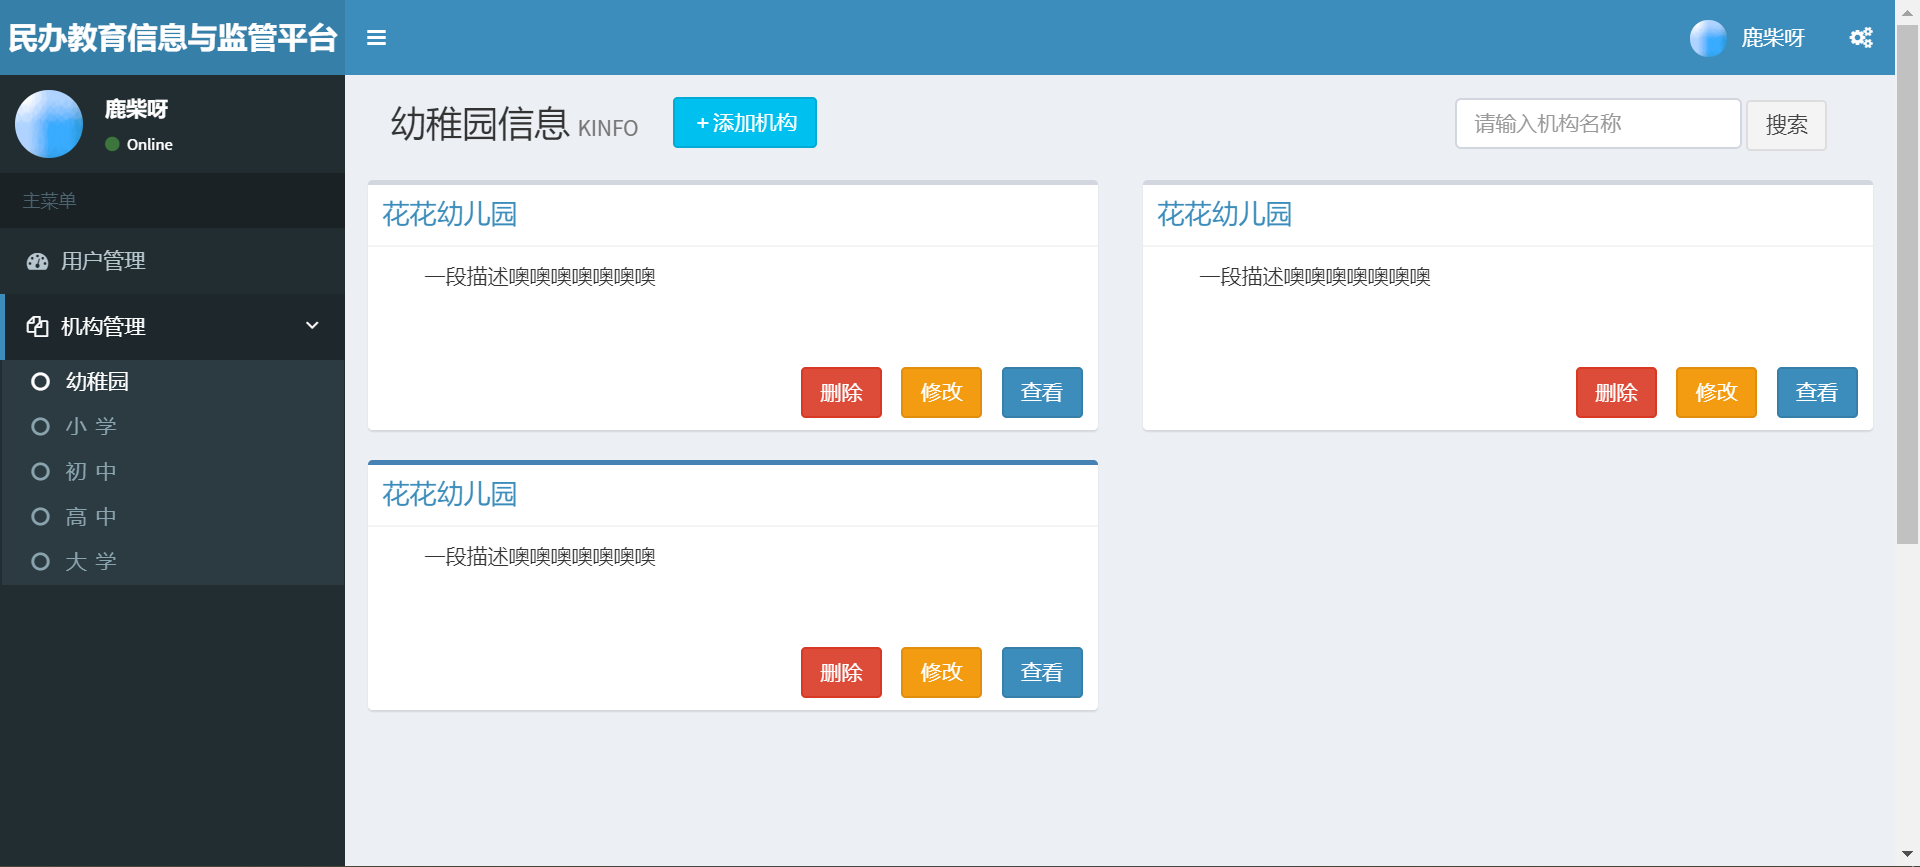 民办教育信息与监管平台
鹿柴呀
鹿柴呀
Online
主菜单
用户管理
机构管理
幼稚园
小 学
初 中
高 中
大 学
幼稚园信息 KINFO
+添加机构
请输入机构名称
搜索
花花幼儿园
一段描述噢噢噢噢噢噢噢
删除 修改 查看
花花幼儿园
一段描述噢噢噢噢噢噢噢
删除 修改 查看
花花幼儿园
一段描述噢噢噢噢噢噢噢
删除 修改 查看